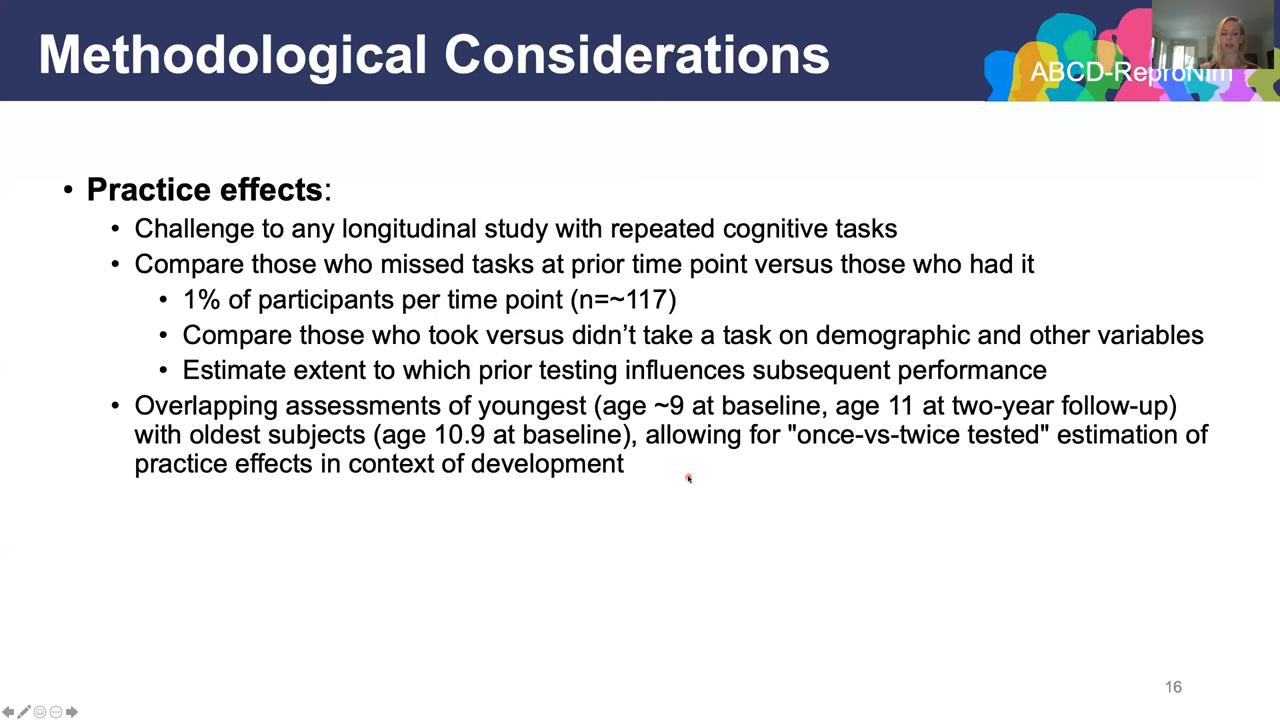 Methodological Considerations
ABCD-ReproNim
• Practice effects:
• Challenge to any longitudinal study with repeated cognitive tasks
• Compare those who missed tasks at prior time point versus those who had it
• 1% of participants per time point (n=~117)
• Compare those who took versus didn’t take a task on demographic and other variables
• Estimate extent to which prior testing influences subsequent performance
• Overlapping assessments of youngest (age ~9 at baseline, age 11 at two-year follow-up)
with oldest subjects (age 10.9 at baseline), allowing for "once-vs-twice tested" estimation of
practice effects in context of development
16